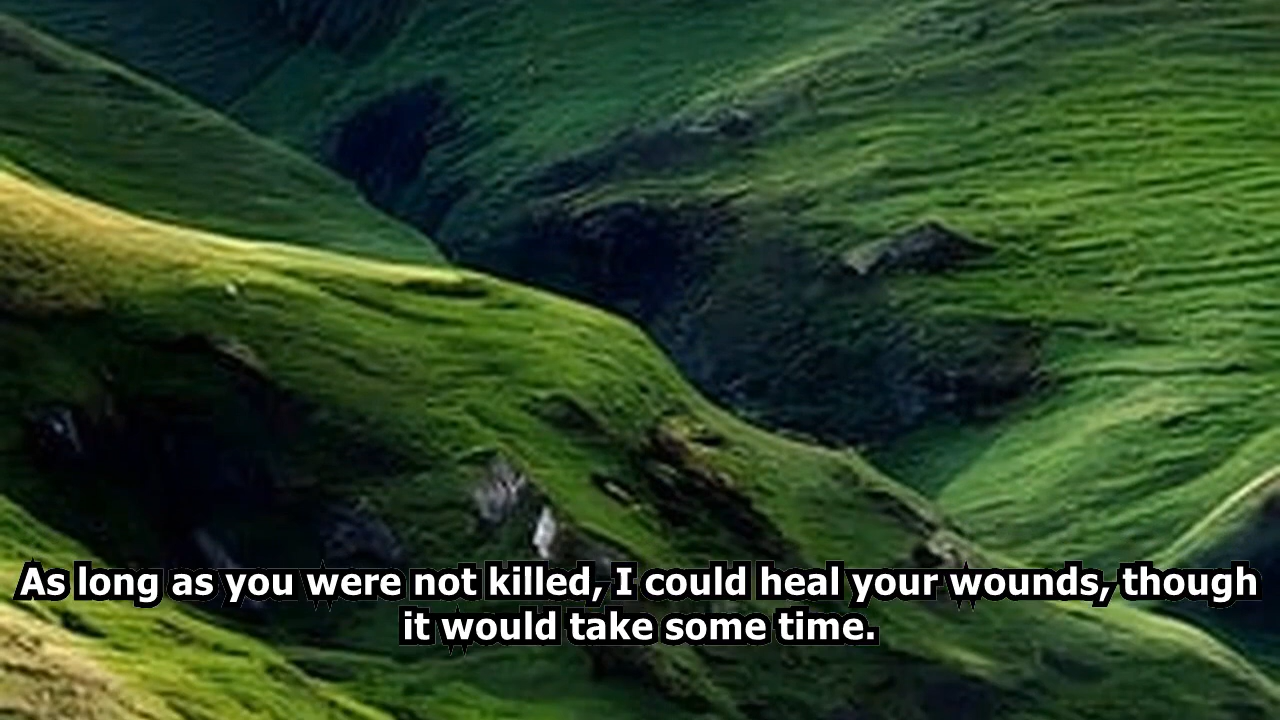 As long as you were not killed, I could heal your wounds, though
it would take some time.